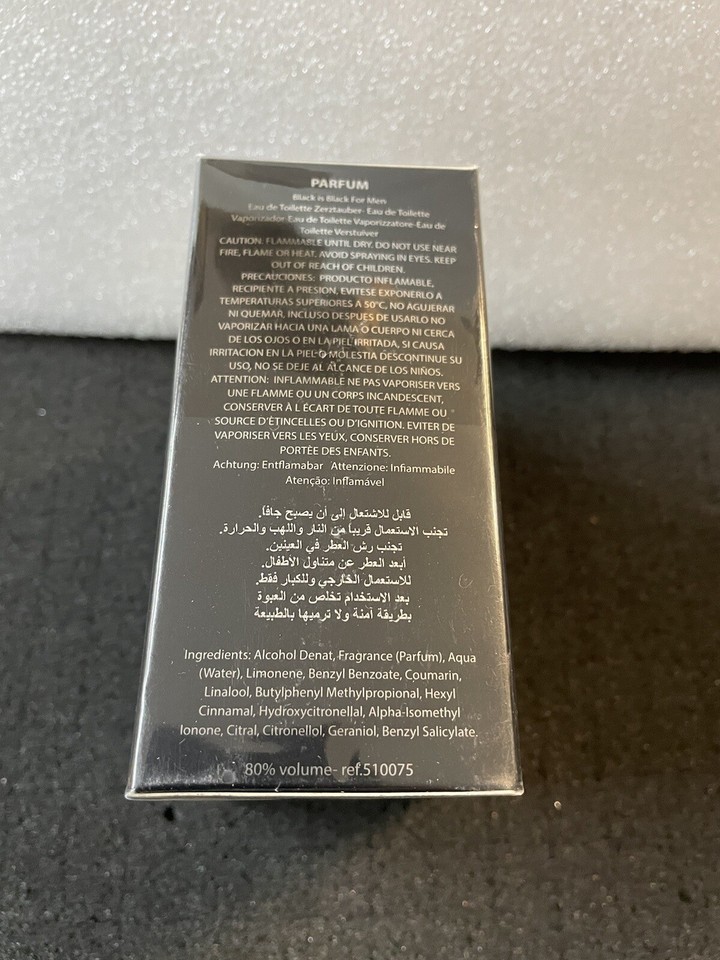 PARFUM
Black is Black For Men
Eau de Toilette Zerztauber- Eau de Toilette
Vaporizador-Eau de Toilette Vaporizzatore-Eau de
Toilette Verstuiver
CAUTION: FLAMMABLE UNTIL DRY. DO NOT USE NEAR
FIRE, FLAME OR HEAT. AVOID SPRAYING IN EYES. KEEP
OUT OF REACH OF CHILDREN.
PRECAUCIONES: PRODUCTO INFLAMABLE,
RECIPIENTE A PRESION. EVITESE EXPONERLO A
TEMPERATURAS SUPERIORES A 50°C, NO AGUJERAR
NI QUEMAR, INCLUSO DESPUES DE USARLO NO
VAPORIZAR HACIA UNA LAMA O CUERPO NI CERCA
DE LOS OJOS O EN LA PIEL IRRITADA, SI CAUSA
IRRITACION EN LA PIEL O MOLESTIA DESCONTINUE SU
USO, NO SE DEJE AL ALCANCE DE LOS NIÑOS.
ATTENTION: INFLAMMABLE NE PAS VAPORISER VERS
UNE FLAMME OU UN CORPS INCANDESCENT,
CONSERVER À L ÉCART DE TOUTE FLAMME OU
SOURCE D'ÉTINCELLES OU D'IGNITION. EVITER DE
VAPORISER VERS LES YEUX, CONSERVER HORS DE
PORTÉE DES ENFANTS.
Achtung: Entflamabar Attenzione: Infiammabile
Atenção: Inflamável
قابل للاشتعال إلى أن يصبح جافاً.
تجنب الاستعمال قريباً من النار واللهب والحرارة.
تجنب رش العطر في العينين.
أبعد العطر عن متناول الأطفال.
للاستعمال الخارجي وللكبار فقط.
بعد الاستخدام تخلص من العبوة
بطريقة آمنة ولا ترميها بالطبيعة
Ingredients: Alcohol Denat, Fragrance (Parfum), Aqua
(Water), Limonene, Benzyl Benzoate, Coumarin,
Linalool, Butylphenyl Methylpropional, Hexyl
Cinnamal, Hydroxycitronellal, Alpha-Isomethyl
Ionone, Citral, Citronellol, Geraniol, Benzyl Salicylate.
80% volume- ref.510075